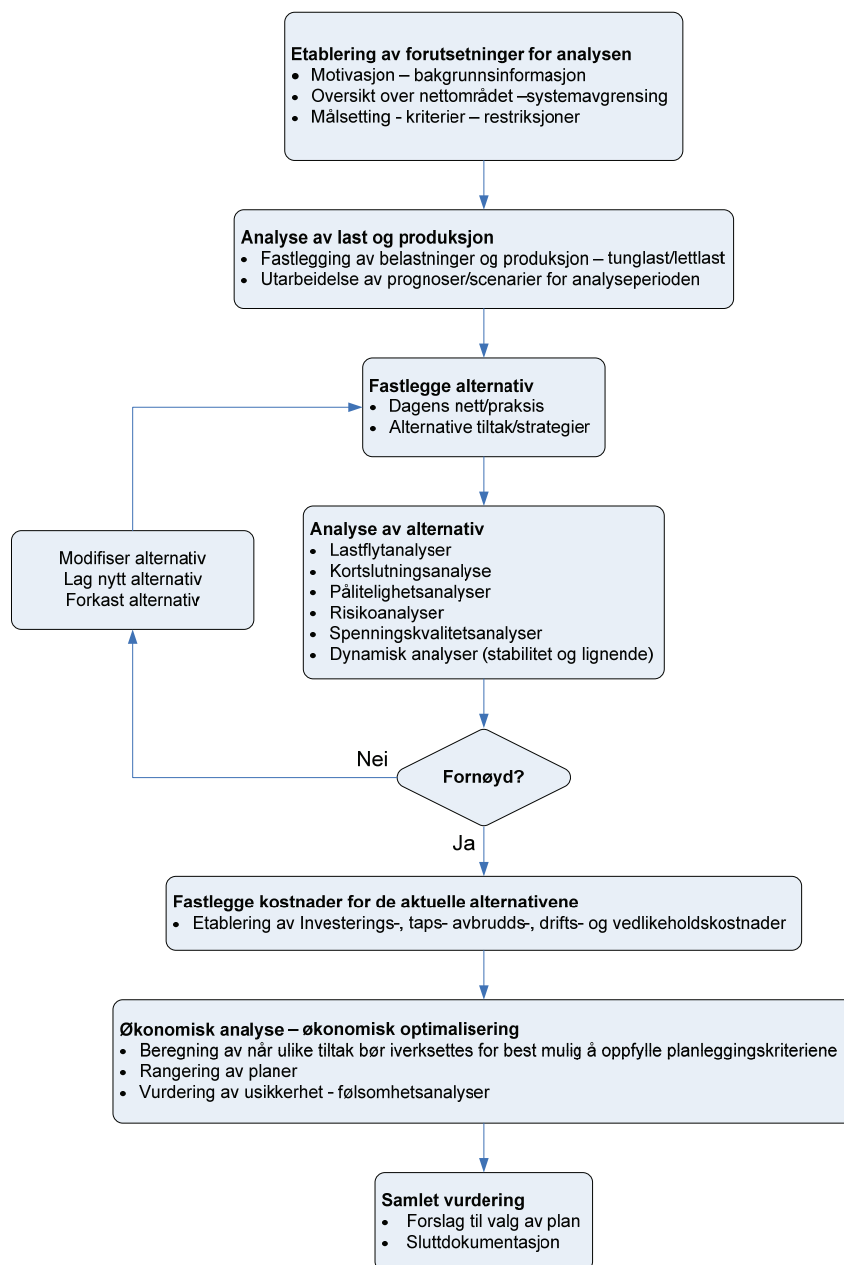 Etablering av forutsetninger for analysen
• Motivasjon – bakgrunnsinformasjon
• Oversikt over nettområdet –systemavgrensing
• Målsetting - kriterier – restriksjoner
Analyse av last og produksjon
• Fastlegging av belastninger og produksjon – tunglast/lettlast
• Utarbeidelse av prognoser/scenarier for analyseperioden
Fastlegge alternativ
• Dagens nett/praksis
• Alternative tiltak/strategier
Analyse av alternativ
• Lastflytanalyser
• Kortslutningsanalyse
• Pålitelighetsanalyser
• Risikoanalyser
• Spenningskvalitetsanalyser
• Dynamisk analyser (stabilitet og lignende)
Modifiser alternativ
Lag nytt alternativ
Forkast alternativ
Nei
Fornøyd?
Ja
Fastlegge kostnader for de aktuelle alternativene
• Etablering av Investerings-, taps- avbrudds-, drifts- og vedlikeholdskostnader
Økonomisk analyse – økonomisk optimalisering
• Beregning av når ulike tiltak bør iverksettes for best mulig å oppfylle planleggingskriteriene
• Rangering av planer
• Vurdering av usikkerhet - følsomhetsanalyser
Samlet vurdering
• Forslag til valg av plan
• Sluttdokumentasjon